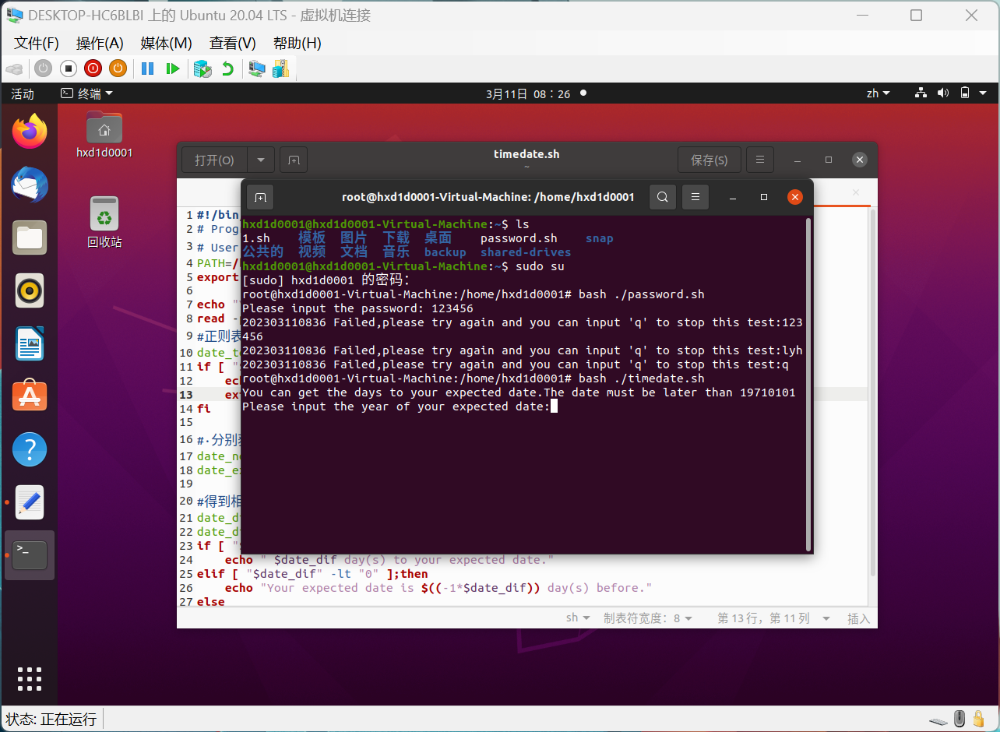 DESKTOP-HC6BLBI 上的 Ubuntu 20.04 LTS - 虚拟机连接
文件(F) 操作(A) 媒体(M) 查看(V) 帮助(H)
活动 终端 3月11日 08：26 zh
hxd1d0001
回收站
打开(O) timedate.sh 保存(S)
~
root@hxd1d0001-Virtual-Machine: /home/hxd1d0001
hxd1d0001@hxd1d0001-Virtual-Machine:~$ ls
1.sh 模板 图片 下载 桌面 password.sh snap
公共的 视频 文档 音乐 backup shared-drives
hxd1d0001@hxd1d0001-Virtual-Machine:~$ sudo su
[sudo] hxd1d0001 的密码：
root@hxd1d0001-Virtual-Machine:/home/hxd1d0001# bash ./password.sh
Please input the password: 123456
202303110836 Failed,please try again and you can input 'q' to stop this test:123
456
202303110836 Failed,please try again and you can input 'q' to stop this test:lyh
202303110836 Failed,please try again and you can input 'q' to stop this test:q
root@hxd1d0001-Virtual-Machine:/home/hxd1d0001# bash ./timedate.sh
You can get the days to your expected date.The date must be later than 19710101
Please input the year of your expected date:
1 #!/bin
2 # Prog
3 # User
4 PATH=/
5 export
6
7 echo "
8 read -
9 #正则表
10 date_t
11 if [ "
12 ec
13 ex
14 fi
15
16 #·分别
17 date_n
18 date_e
19
20 #得到相
21 date_d
22 date_d
23 if [ "
24 echo " $date_dif day(s) to your expected date."
25 elif [ "$date_dif" -lt "0" ];then
26 echo "Your expected date is $((-1*$date_dif)) day(s) before."
27 else
sh 制表符宽度：8 第 13 行，第 11 列 插入
状态: 正在运行